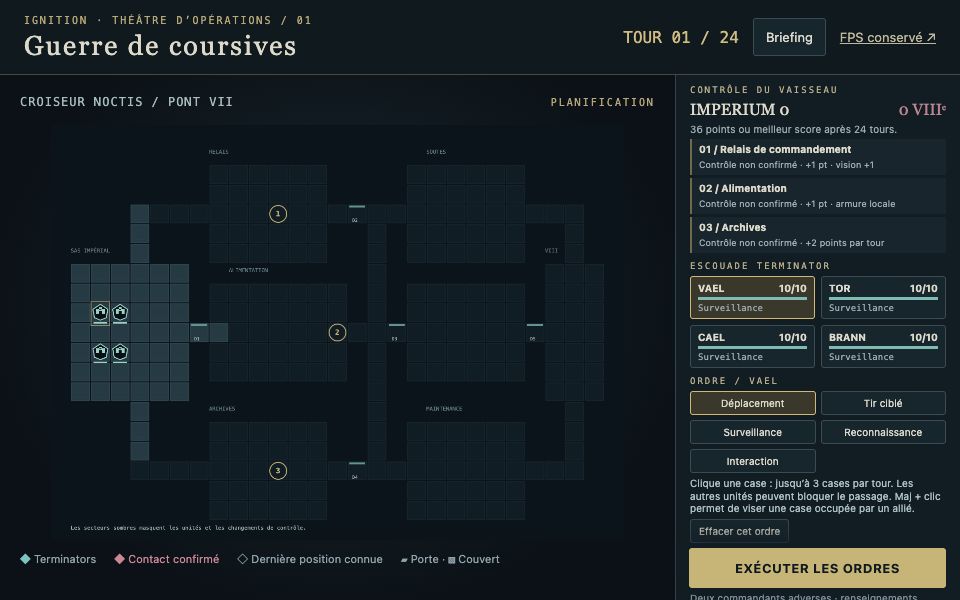 IGNITION · THÉÂTRE D’OPÉRATIONS / 01
Guerre de coursives
TOUR 01 / 24
Briefing
FPS conservé ↗
CROISEUR NOCTIS / PONT VII
PLANIFICATION
RELAIS
SOUTES
1
02
SAS IMPÉRIAL
VIII
ALIMENTATION
01
2
03
05
ARCHIVES
MAINTENANCE
3
04
Les secteurs sombres masquent les unités et les changements de contrôle.
Terminators
Contact confirmé
Dernière position connue
Porte · Couvert
CONTRÔLE DU VAISSEAU
IMPERIUM 0
0 VIIIᵉ
36 points ou meilleur score après 24 tours.
01 / Relais de commandement
Contrôle non confirmé · +1 pt · vision +1
02 / Alimentation
Contrôle non confirmé · +1 pt · armure locale
03 / Archives
Contrôle non confirmé · +2 points par tour
ESCOUADE TERMINATOR
VAEL 10/10
Surveillance
TOR 10/10
Surveillance
CAEL 10/10
Surveillance
BRANN 10/10
Surveillance
ORDRE / VAEL
Déplacement
Tir ciblé
Surveillance
Reconnaissance
Interaction
Clique une case : jusqu’à 3 cases par tour. Les
autres unités peuvent bloquer le passage. Maj + clic
permet de viser une case occupée par un allié.
Effacer cet ordre
EXÉCUTER LES ORDRES
Deux commandants adverses · renseignements